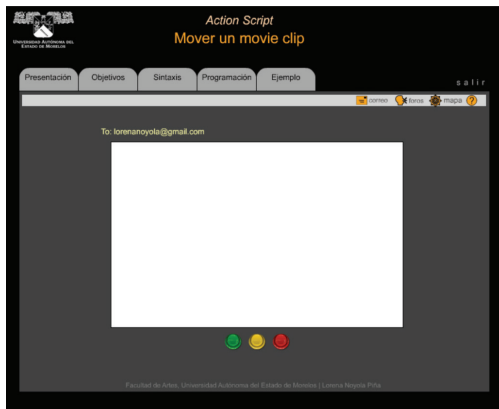 Action Script
Mover un movie clip
UNIVERSIDAD AUTÓNOMA DEL
ESTADO DE MORELOS
Presentación Objetivos Sintaxis Programación Ejemplo
salir
correo foros mapa ?
To: lorenanoyola@gmail.com
Facultad de Artes, Universidad Autónoma del Estado de Morelos | Lorena Noyola Piña